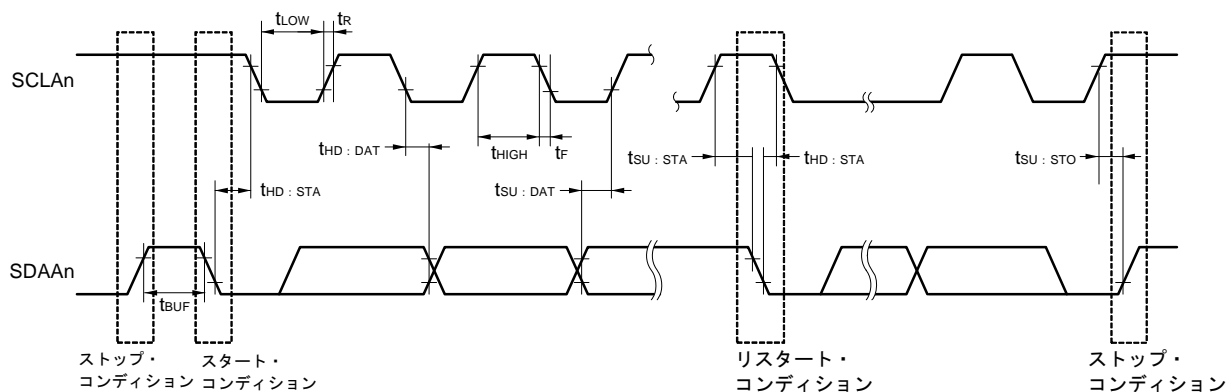 tLOW
tR
SCLAn
tHD : DAT
tHIGH
tF
tSU : STA
tHD : STA
tSU : STO
tHD : STA
tSU : DAT
SDAAn
tBUF
ストップ・
コンディション
スタート・
コンディション
リスタート・
コンディション
ストップ・
コンディション